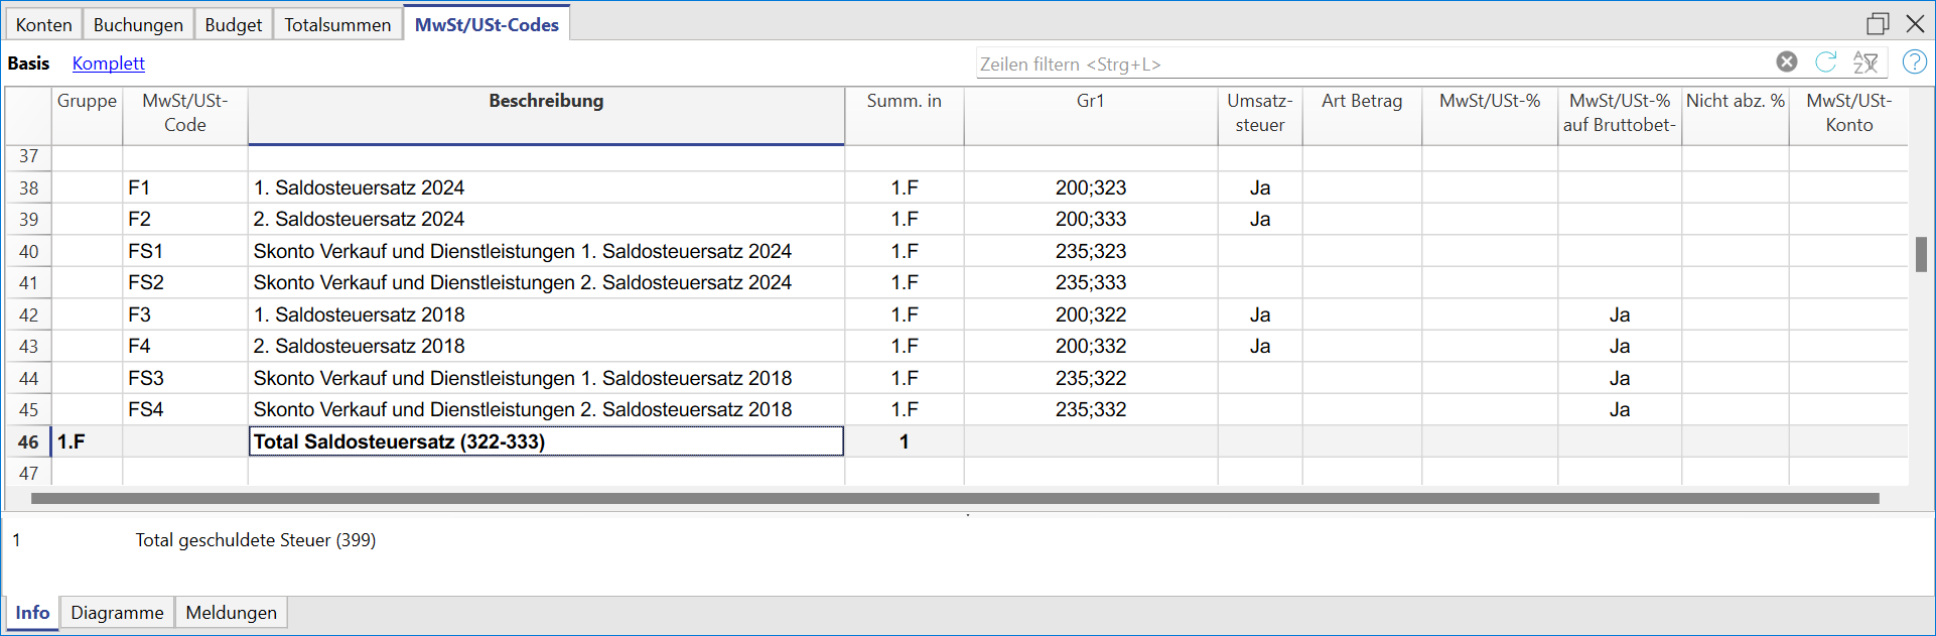 Konten Buchungen Budget Totalsummen MwSt/USt-Codes
Basis Komplett Zeilen filtern <Strg+L>
Gruppe MwSt/USt-Code Beschreibung Summ. in Gr1 Umsatz-steuer Art Betrag MwSt/USt-% MwSt/USt-% auf Bruttobet- Nicht abz. % MwSt/USt-Konto
37
38 F1 1. Saldosteuersatz 2024 1.F 200;323 Ja
39 F2 2. Saldosteuersatz 2024 1.F 200;333 Ja
40 FS1 Skonto Verkauf und Dienstleistungen 1. Saldosteuersatz 2024 1.F 235;323
41 FS2 Skonto Verkauf und Dienstleistungen 2. Saldosteuersatz 2024 1.F 235;333
42 F3 1. Saldosteuersatz 2018 1.F 200;322 Ja Ja
43 F4 2. Saldosteuersatz 2018 1.F 200;332 Ja Ja
44 FS3 Skonto Verkauf und Dienstleistungen 1. Saldosteuersatz 2018 1.F 235;322 Ja
45 FS4 Skonto Verkauf und Dienstleistungen 2. Saldosteuersatz 2018 1.F 235;332 Ja
46 1.F Total Saldosteuersatz (322-333) 1
47
1 Total geschuldete Steuer (399)
Info Diagramme Meldungen